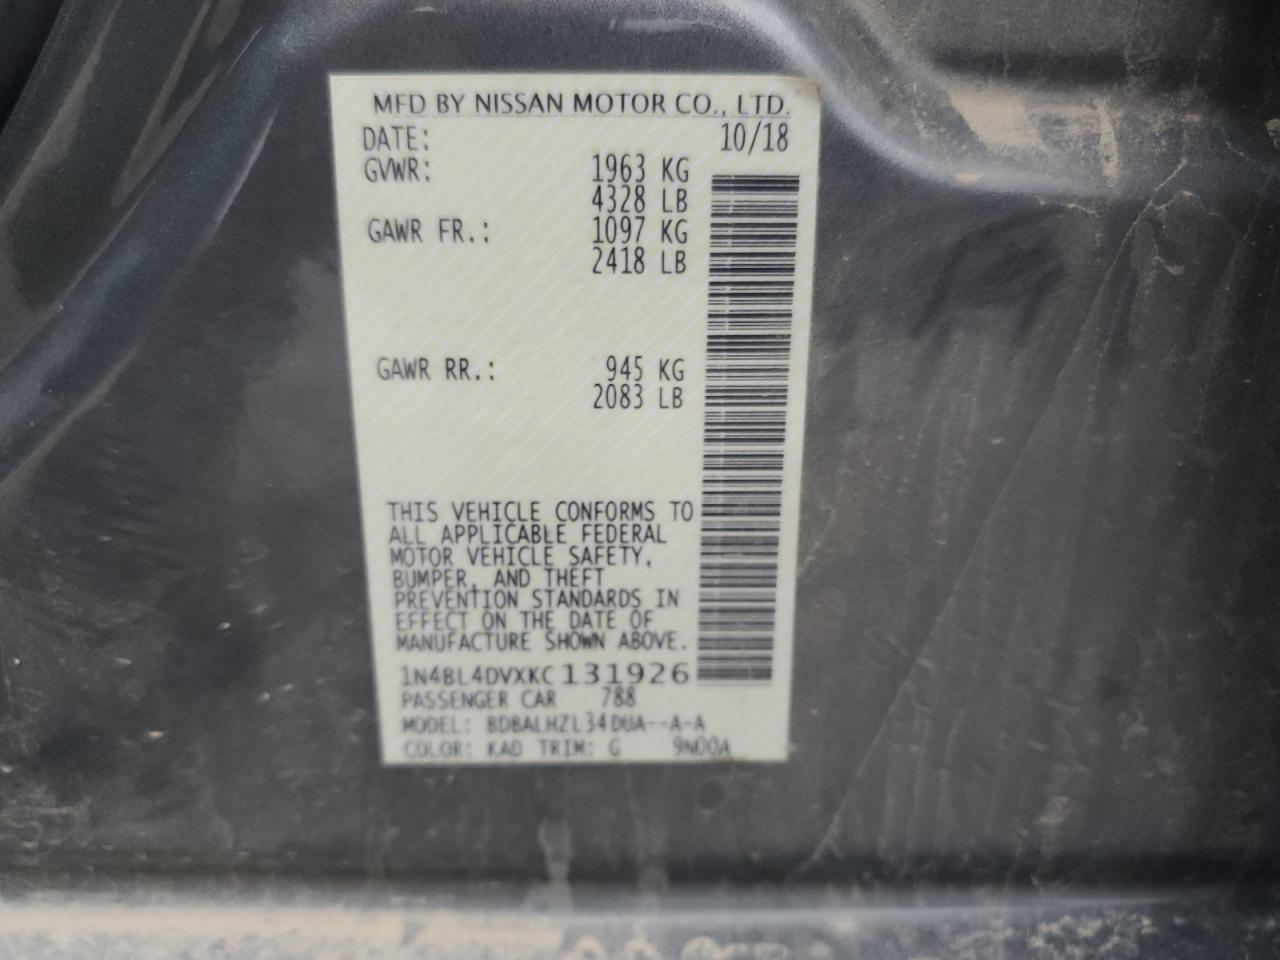 MFD BY NISSAN MOTOR CO., LTD.
DATE: 10/18
GVWR: 1963 KG
4328 LB
GAWR FR.: 1097 KG
2418 LB
GAWR RR.: 945 KG
2083 LB
THIS VEHICLE CONFORMS TO
ALL APPLICABLE FEDERAL
MOTOR VEHICLE SAFETY,
BUMPER, AND THEFT
PREVENTION STANDARDS IN
EFFECT ON THE DATE OF
MANUFACTURE SHOWN ABOVE.
1N4BL4DVXKC131926
PASSENGER CAR 788
MODEL: BDBALHZL34DUA--A-A
COLOR: KAD TRIM: G 9N00A